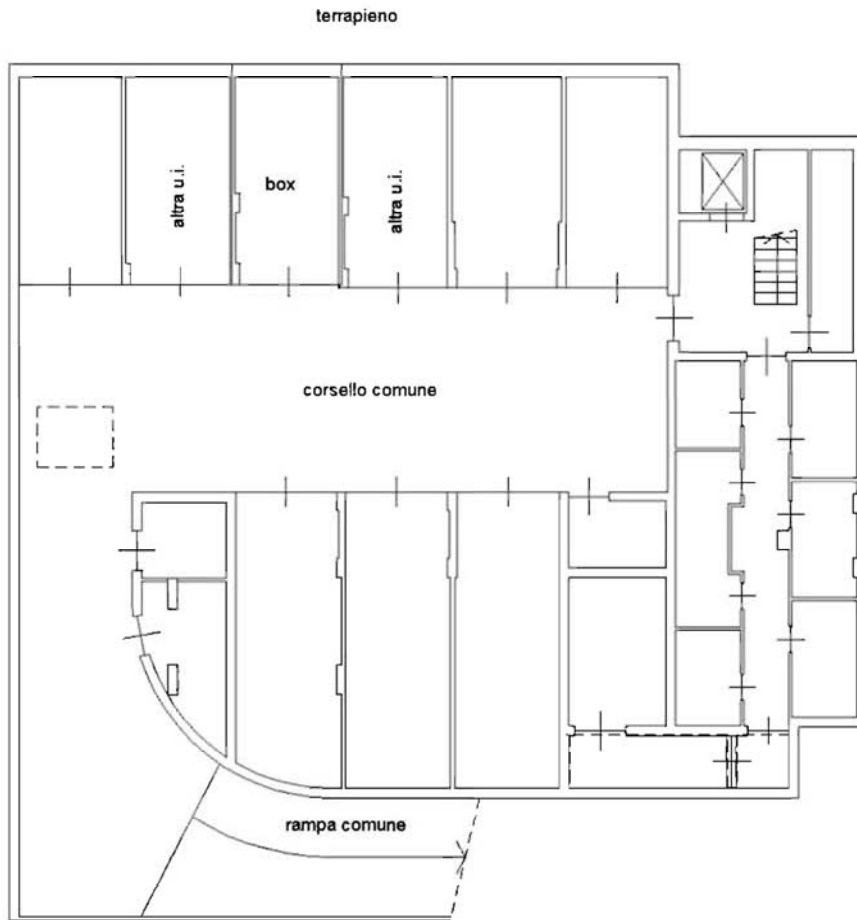 terrapieno
altra u.i.
box
altra u.i.
corsello comune
rampa comune